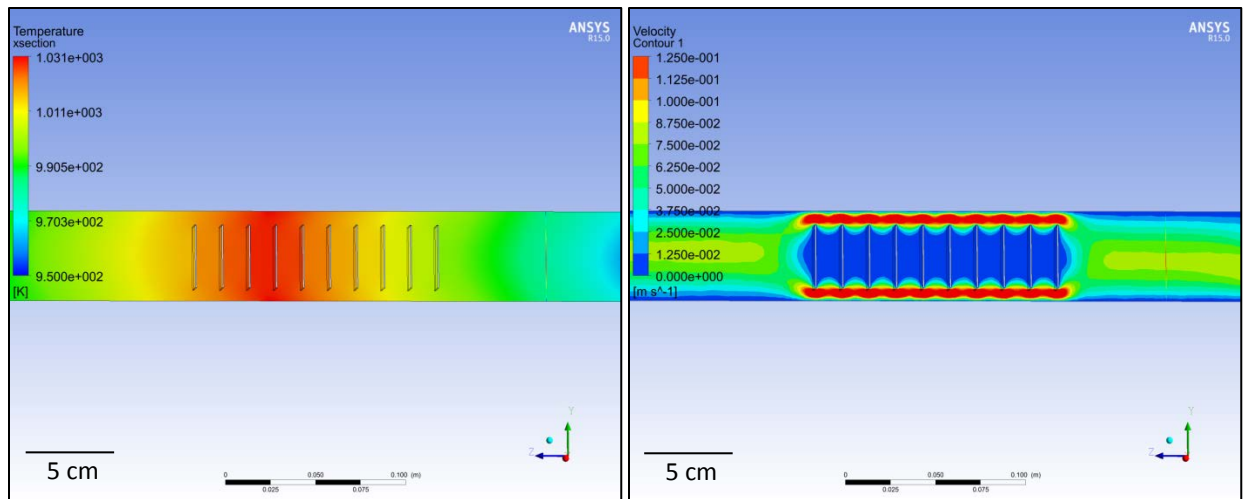 Temperature
xsection
ANSYS
R15.0
1.031e+003
1.011e+003
9.905e+002
9.703e+002
9.500e+002
[K]
Y
Z
5 cm
0 0.050 0.100 (m)
0.025 0.075
Velocity
Contour 1
ANSYS
R15.0
1.250e-001
1.125e-001
1.000e-001
8.750e-002
7.500e-002
6.250e-002
5.000e-002
3.750e-002
2.500e-002
1.250e-002
0.000e+000
[m s^-1]
Y
Z
5 cm
0 0.050 0.100 (m)
0.025 0.075